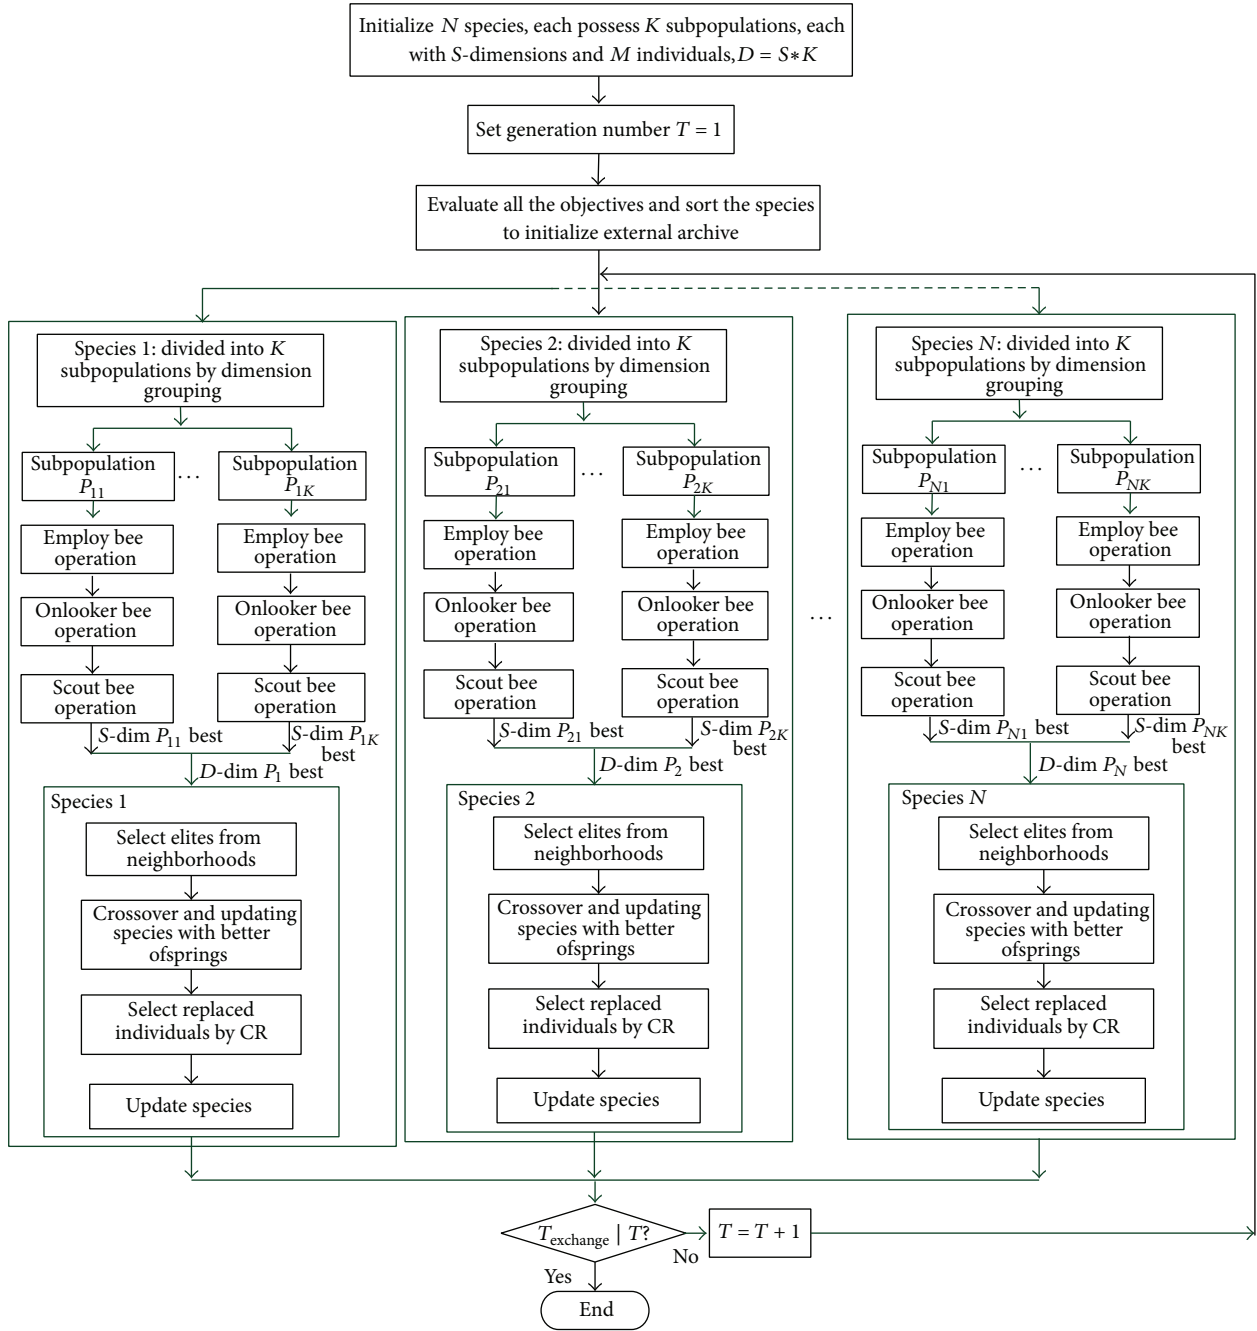 Initialize N species, each possess K subpopulations, each
with S-dimensions and M individuals,D = S∗K
Set generation number T = 1
Evaluate all the objectives and sort the species
to initialize external archive
Species 1: divided into K
subpopulations by dimension
grouping
Subpopulation
P11
...
Subpopulation
P1K
Employ bee
operation
Employ bee
operation
Onlooker bee
operation
Onlooker bee
operation
Scout bee
operation
Scout bee
operation
S-dim P11 best
S-dim P1K
best
D-dim P1 best
Species 1
Select elites from
neighborhoods
Crossover and updating
species with better
ofsprings
Select replaced
individuals by CR
Update species
Species 2: divided into K
subpopulations by dimension
grouping
Subpopulation
P21
...
Subpopulation
P2K
Employ bee
operation
Employ bee
operation
Onlooker bee
operation
Onlooker bee
operation
Scout bee
operation
Scout bee
operation
S-dim P21 best
S-dim P2K
best
D-dim P2 best
Species 2
Select elites from
neighborhoods
Crossover and updating
species with better
ofsprings
Select replaced
individuals by CR
Update species
...
Species N: divided into K
subpopulations by dimension
grouping
Subpopulation
PN1
...
Subpopulation
PNK
Employ bee
operation
Employ bee
operation
Onlooker bee
operation
Onlooker bee
operation
Scout bee
operation
Scout bee
operation
S-dim PN1 best
S-dim PNK
best
D-dim PN best
Species N
Select elites from
neighborhoods
Crossover and updating
species with better
ofsprings
Select replaced
individuals by CR
Update species
Texchange | T?
No
T = T + 1
Yes
End